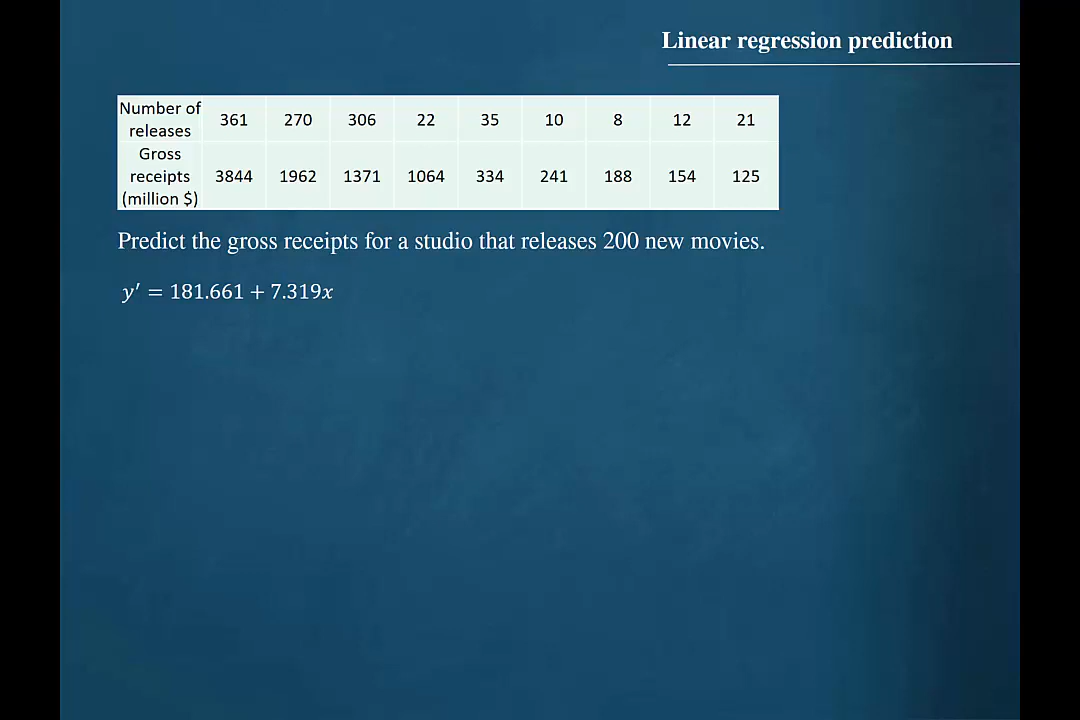 Linear regression prediction
Number of releases 361 270 306 22 35 10 8 12 21
Gross receipts (million $) 3844 1962 1371 1064 334 241 188 154 125
Predict the gross receipts for a studio that releases 200 new movies.
y′ = 181.661 + 7.319x